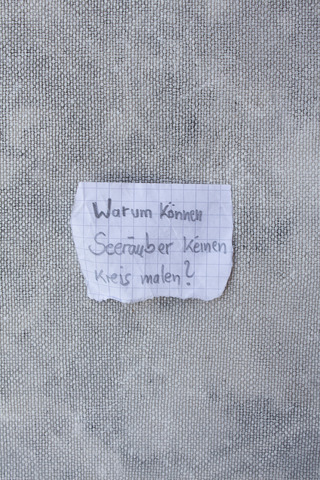 Warum können
Seeräuber keinen
Kreis malen?